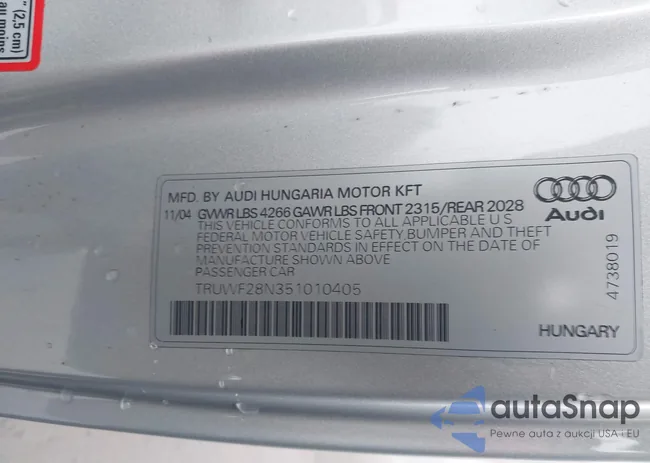 " (2,5 cm)
au moins
MFD. BY AUDI HUNGARIA MOTOR KFT
11/04 GVWR LBS 4266 GAWR LBS FRONT 2315/REAR 2028
THIS VEHICLE CONFORMS TO ALL APPLICABLE U S
FEDERAL MOTOR VEHICLE SAFETY, BUMPER AND THEFT
PREVENTION STANDARDS IN EFFECT ON THE DATE OF
MANUFACTURE SHOWN ABOVE
PASSENGER CAR
TRUWF28N351010405
Audi
4738019
HUNGARY
autaSnap
Pewne auta z aukcji USA i EU